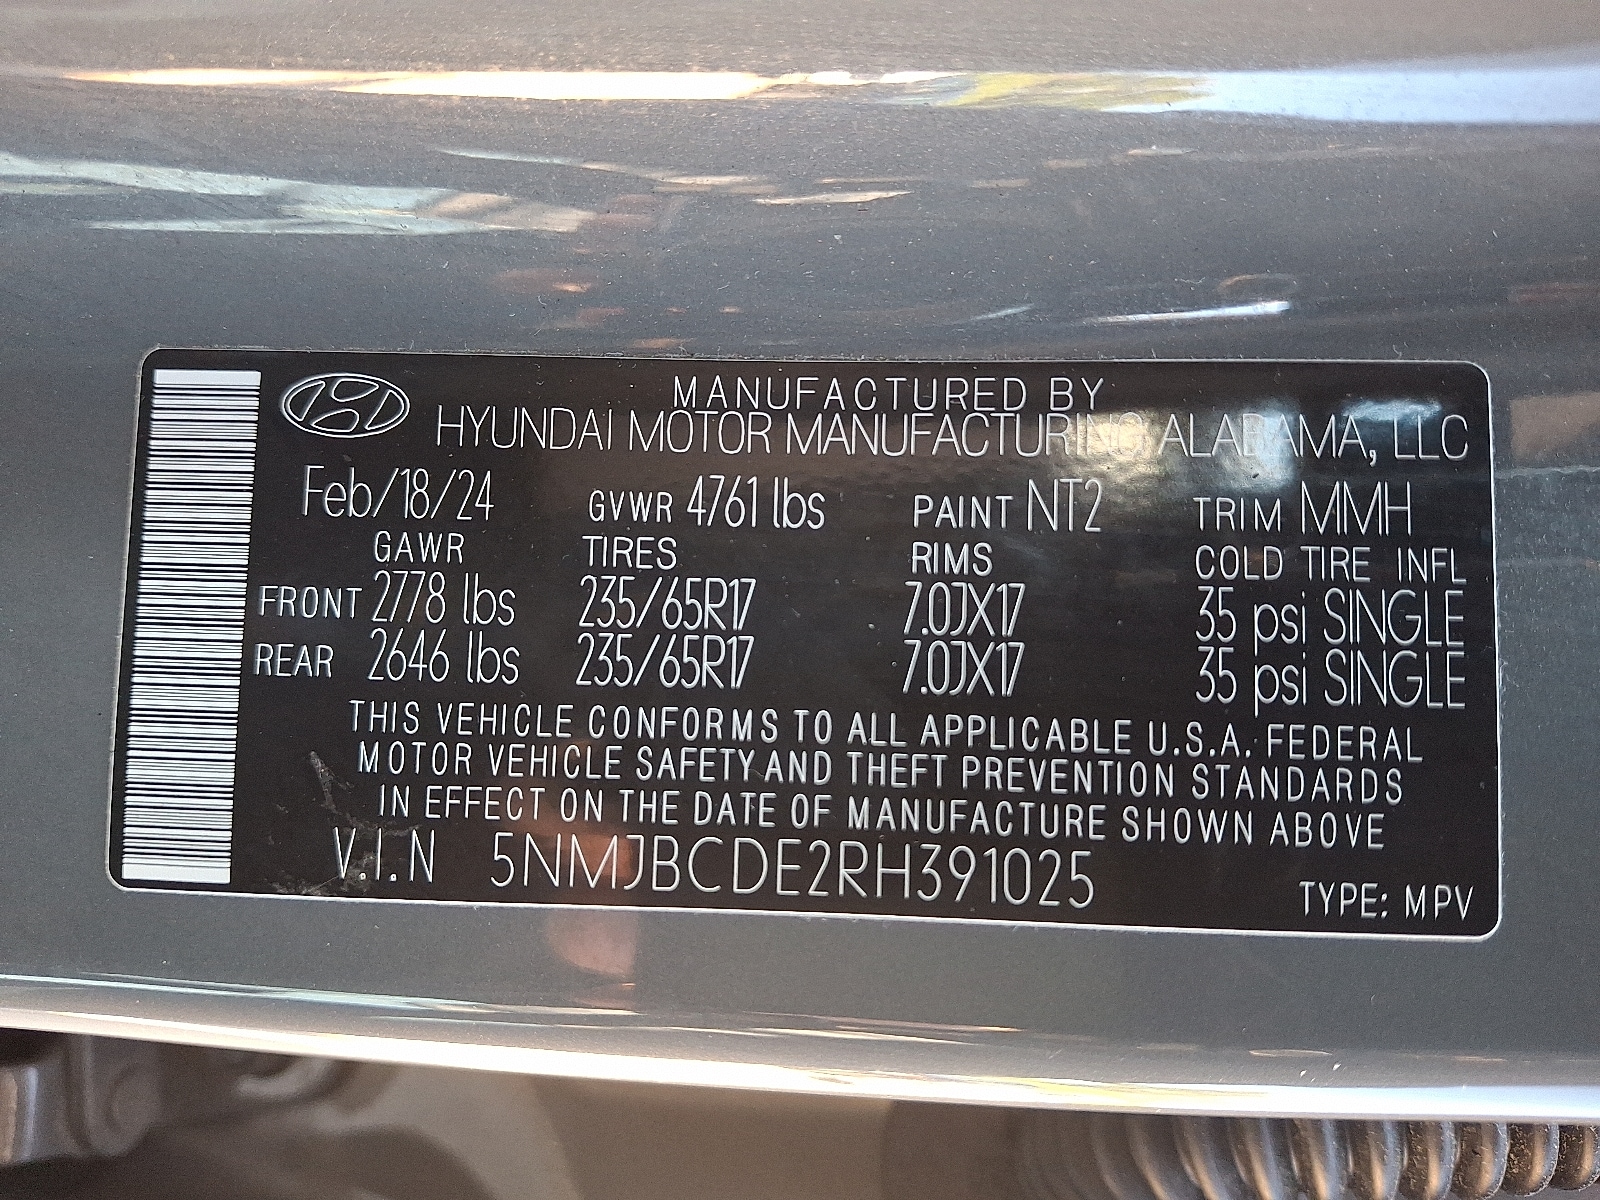 MANUFACTURED BY
HYUNDAI MOTOR MANUFACTURING ALABAMA, LLC
Feb/18/24 GVWR 4761 lbs PAINT NT2 TRIM MMH
GAWR TIRES RIMS COLD TIRE INFL
FRONT 2778 lbs 235/65R17 7.0JX17 35 psi SINGLE
REAR 2646 lbs 235/65R17 7.0JX17 35 psi SINGLE
THIS VEHICLE CONFORMS TO ALL APPLICABLE U.S.A. FEDERAL
MOTOR VEHICLE SAFETY AND THEFT PREVENTION STANDARDS
IN EFFECT ON THE DATE OF MANUFACTURE SHOWN ABOVE
V.I.N 5NMJBCDE2RH391025 TYPE: MPV